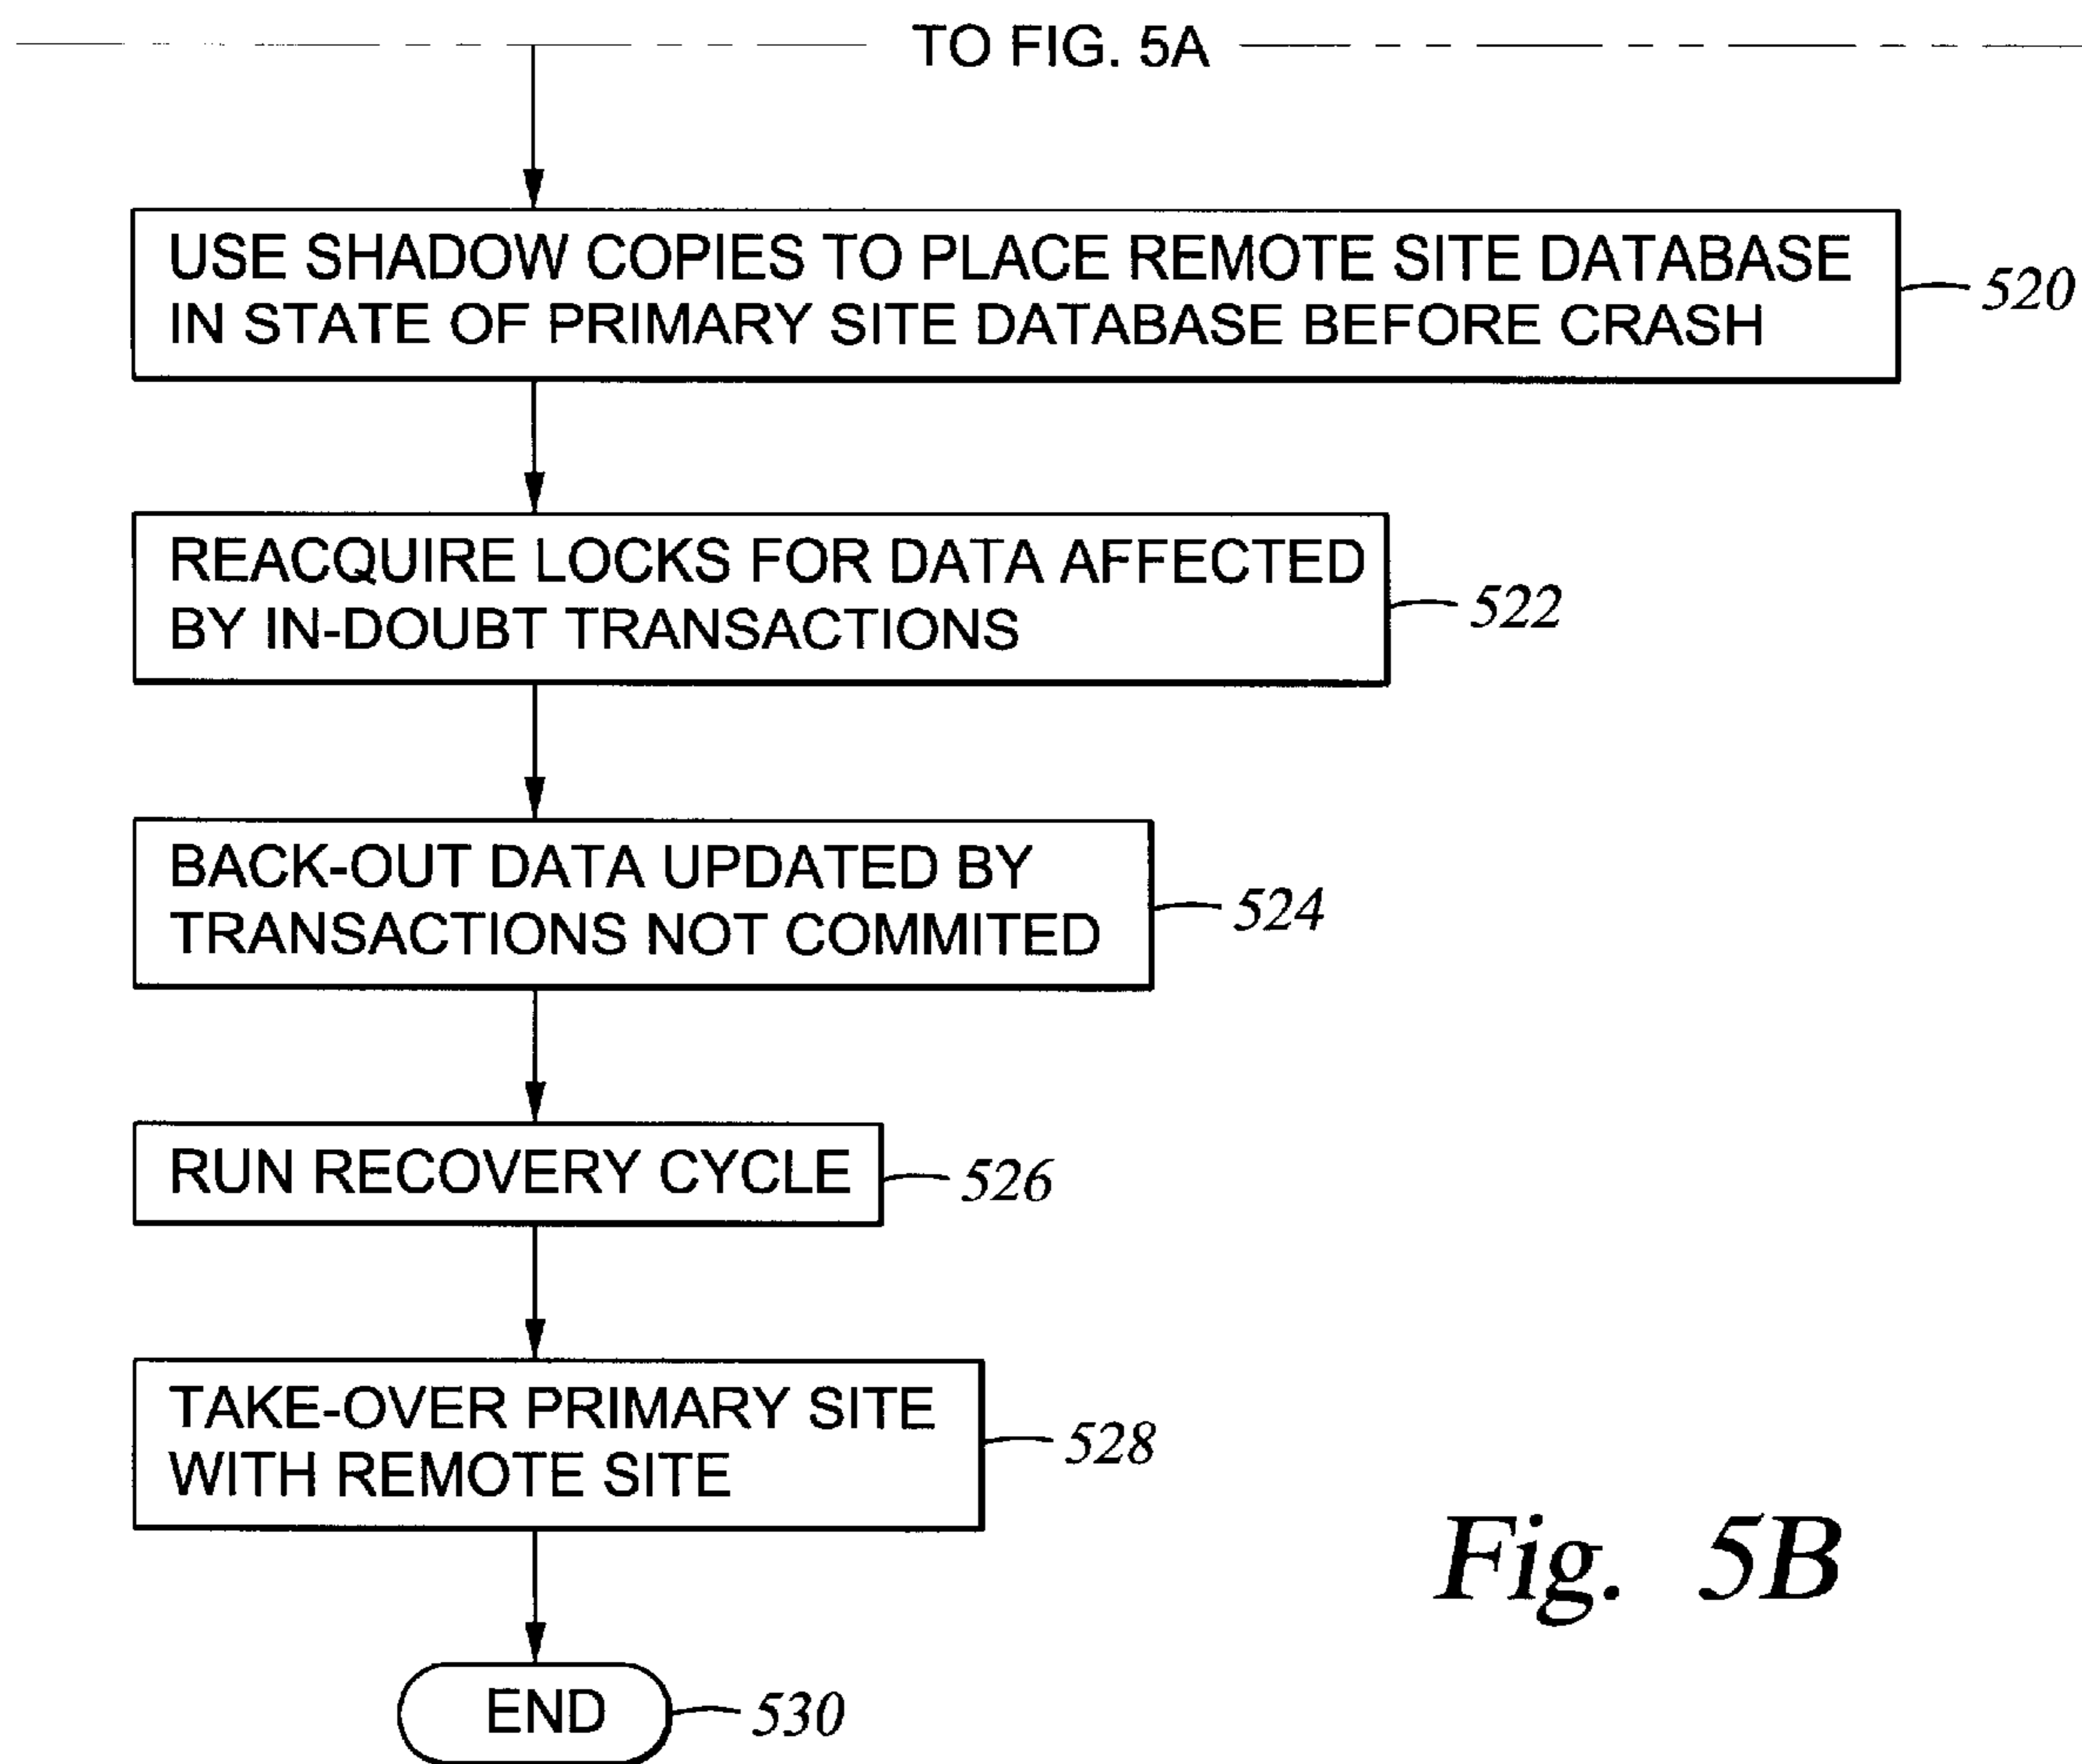 TO FIG. 5A
USE SHADOW COPIES TO PLACE REMOTE SITE DATABASE
IN STATE OF PRIMARY SITE DATABASE BEFORE CRASH
520
REACQUIRE LOCKS FOR DATA AFFECTED
BY IN-DOUBT TRANSACTIONS
522
BACK-OUT DATA UPDATED BY
TRANSACTIONS NOT COMMITED
524
RUN RECOVERY CYCLE
526
TAKE-OVER PRIMARY SITE
WITH REMOTE SITE
528
END
530
Fig. 5B